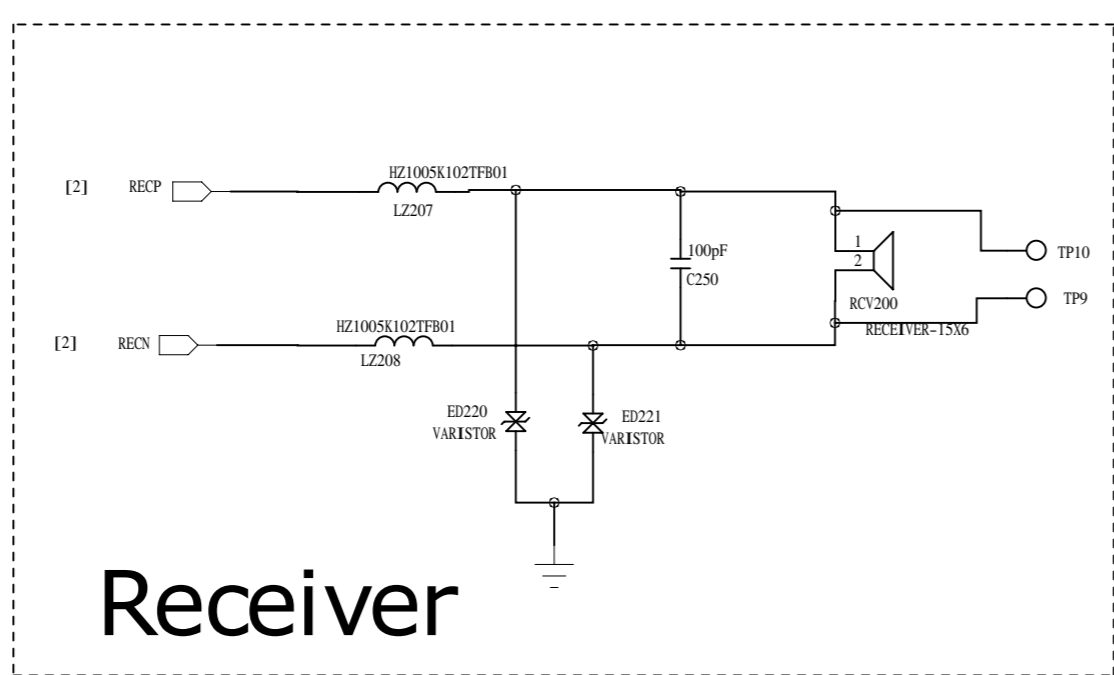 HZ1005K102TFB01
[2] RECP
LZ207
100pF
C250
1
2
TP10
RCV200
TP9
RECEIVER-15X6
HZ1005K102TFB01
[2] RECN
LZ208
ED220
VARISTOR
ED221
VARISTOR
Receiver